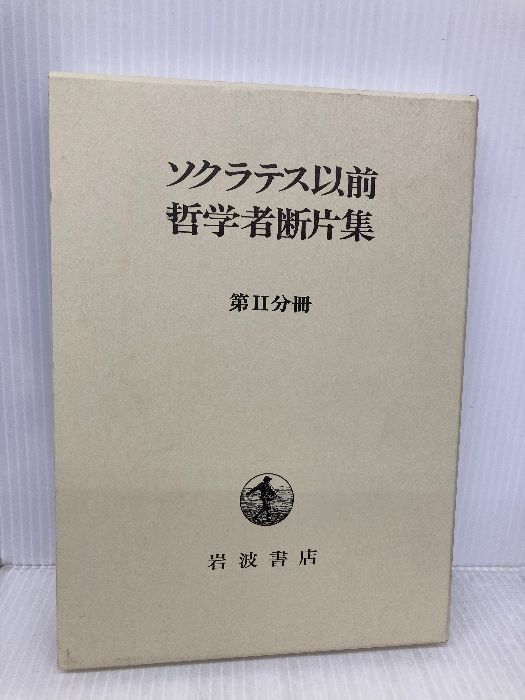 ソクラテス以前
哲学者断片集
第II分冊
岩波書店